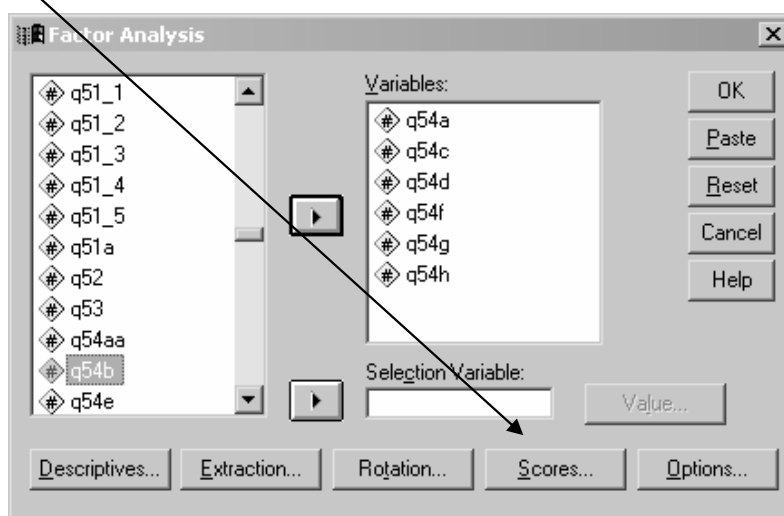 Factor Analysis
q51_1
q51_2
q51_3
q51_4
q51_5
q51a
q52
q53
q54aa
q54b
q54e
Variables:
q54a
q54c
q54d
q54f
q54g
q54h
Selection Variable:
Value...
OK
Paste
Reset
Cancel
Help
Descriptives... Extraction... Rotation... Scores... Options...